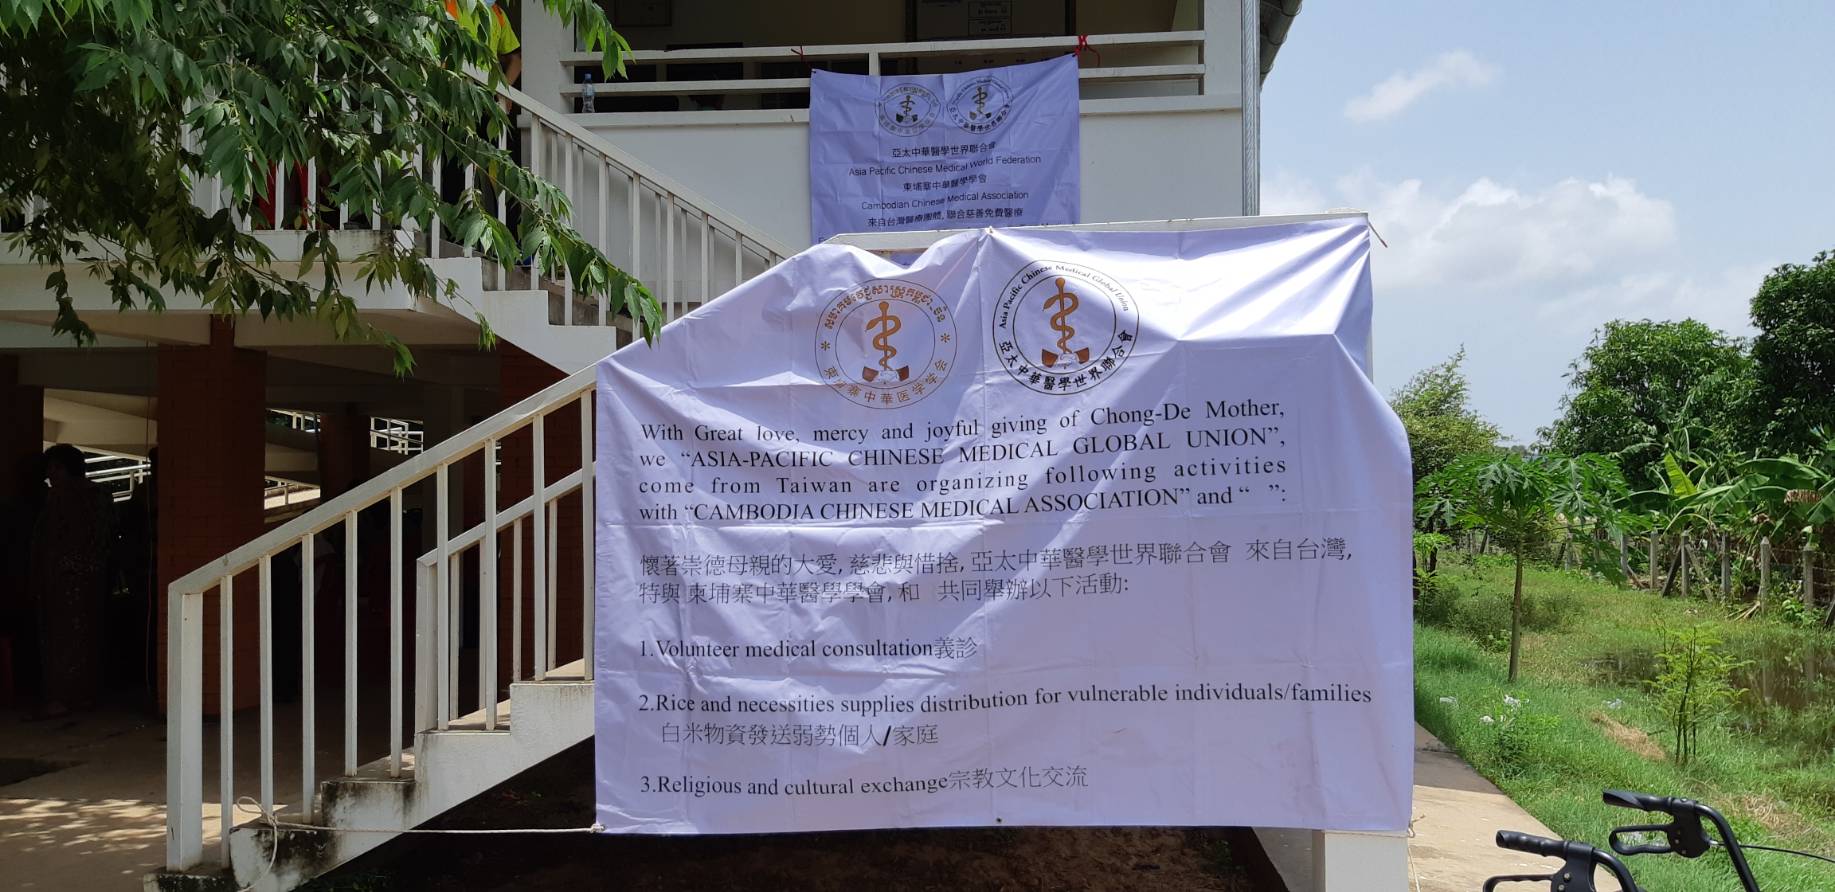 亞太中華醫學世界聯合會
Asia Pacific Chinese Medical World Federation
柬埔寨中華醫學學會
Cambodian Chinese Medical Association
來自台灣醫療團體, 聯合慈善免費醫療
柬埔寨中華医学学会
Asia Pacific Chinese Medical Global Union
亞太中華醫學世界聯合會
With Great love, mercy and joyful giving of Chong-De Mother,
we “ASIA-PACIFIC CHINESE MEDICAL GLOBAL UNION”,
come from Taiwan are organizing following activities
with “CAMBODIA CHINESE MEDICAL ASSOCIATION” and “ ”:
懷著崇德母親的大愛, 慈悲與惜捨, 亞太中華醫學世界聯合會 來自台灣,
特與 柬埔寨中華醫學學會, 和 共同舉辦以下活動:
1.Volunteer medical consultation義診
2.Rice and necessities supplies distribution for vulnerable individuals/families
白米物資發送弱勢個人/家庭
3.Religious and cultural exchange宗教文化交流